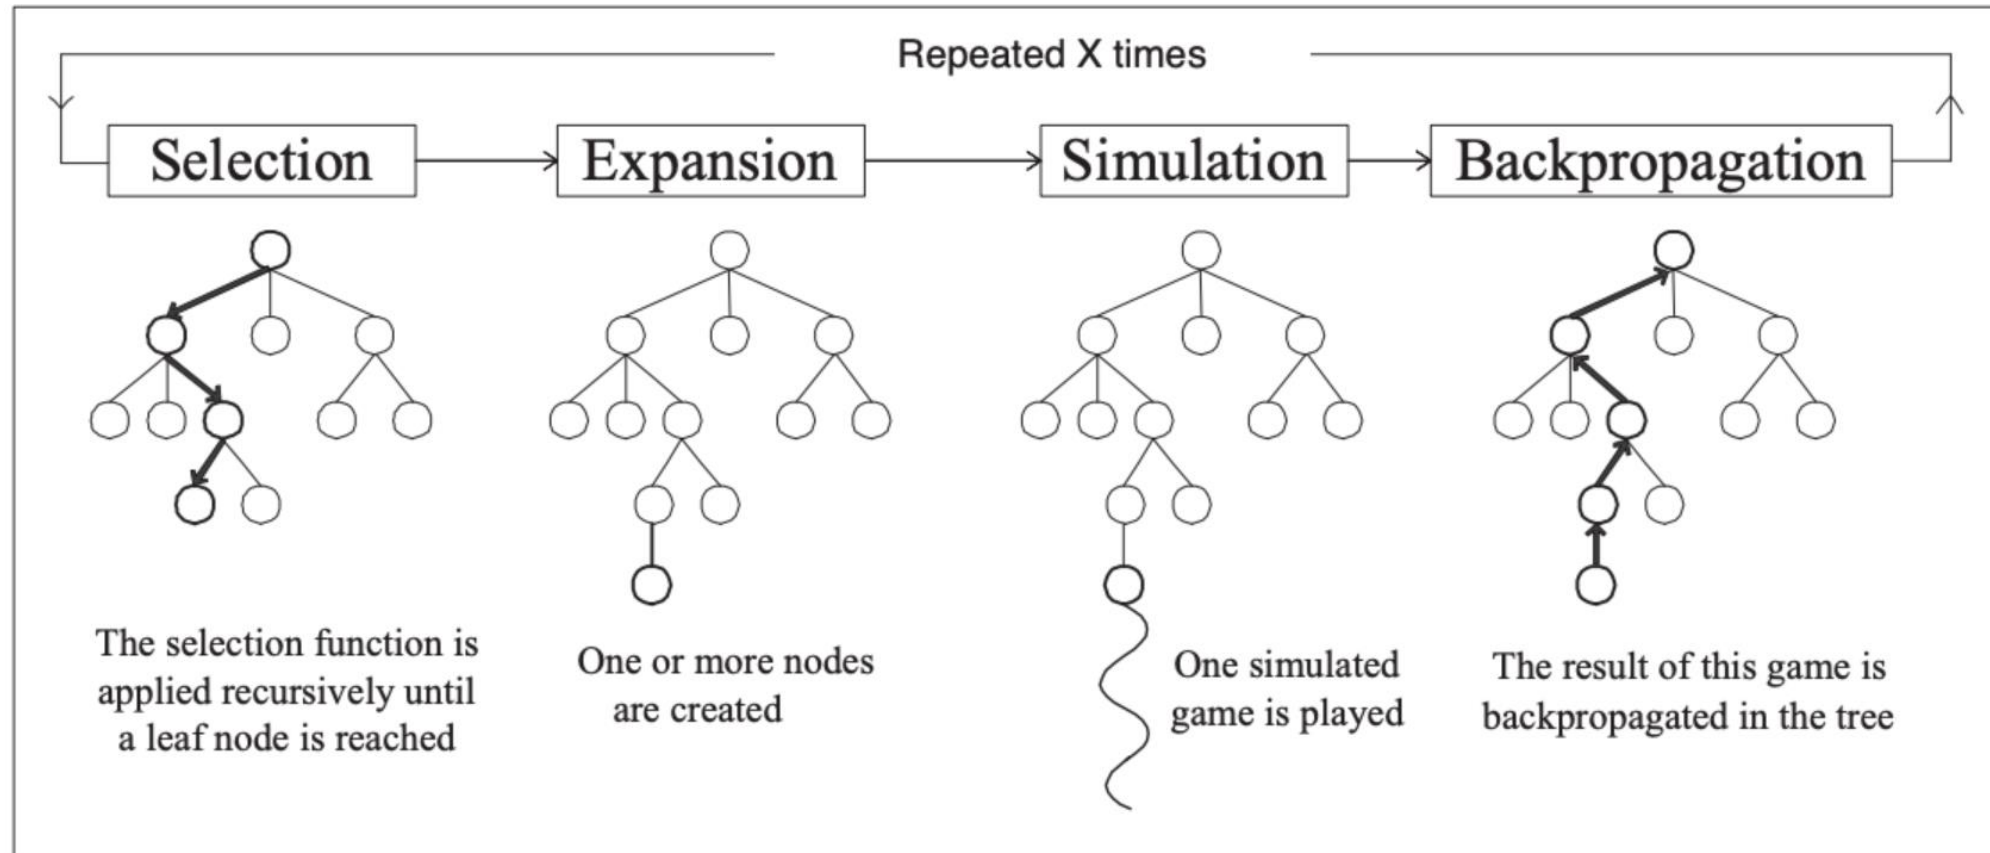 Repeated X times
Selection
Expansion
Simulation
Backpropagation
The selection function is
applied recursively until
a leaf node is reached
One or more nodes
are created
One simulated
game is played
The result of this game is
backpropagated in the tree